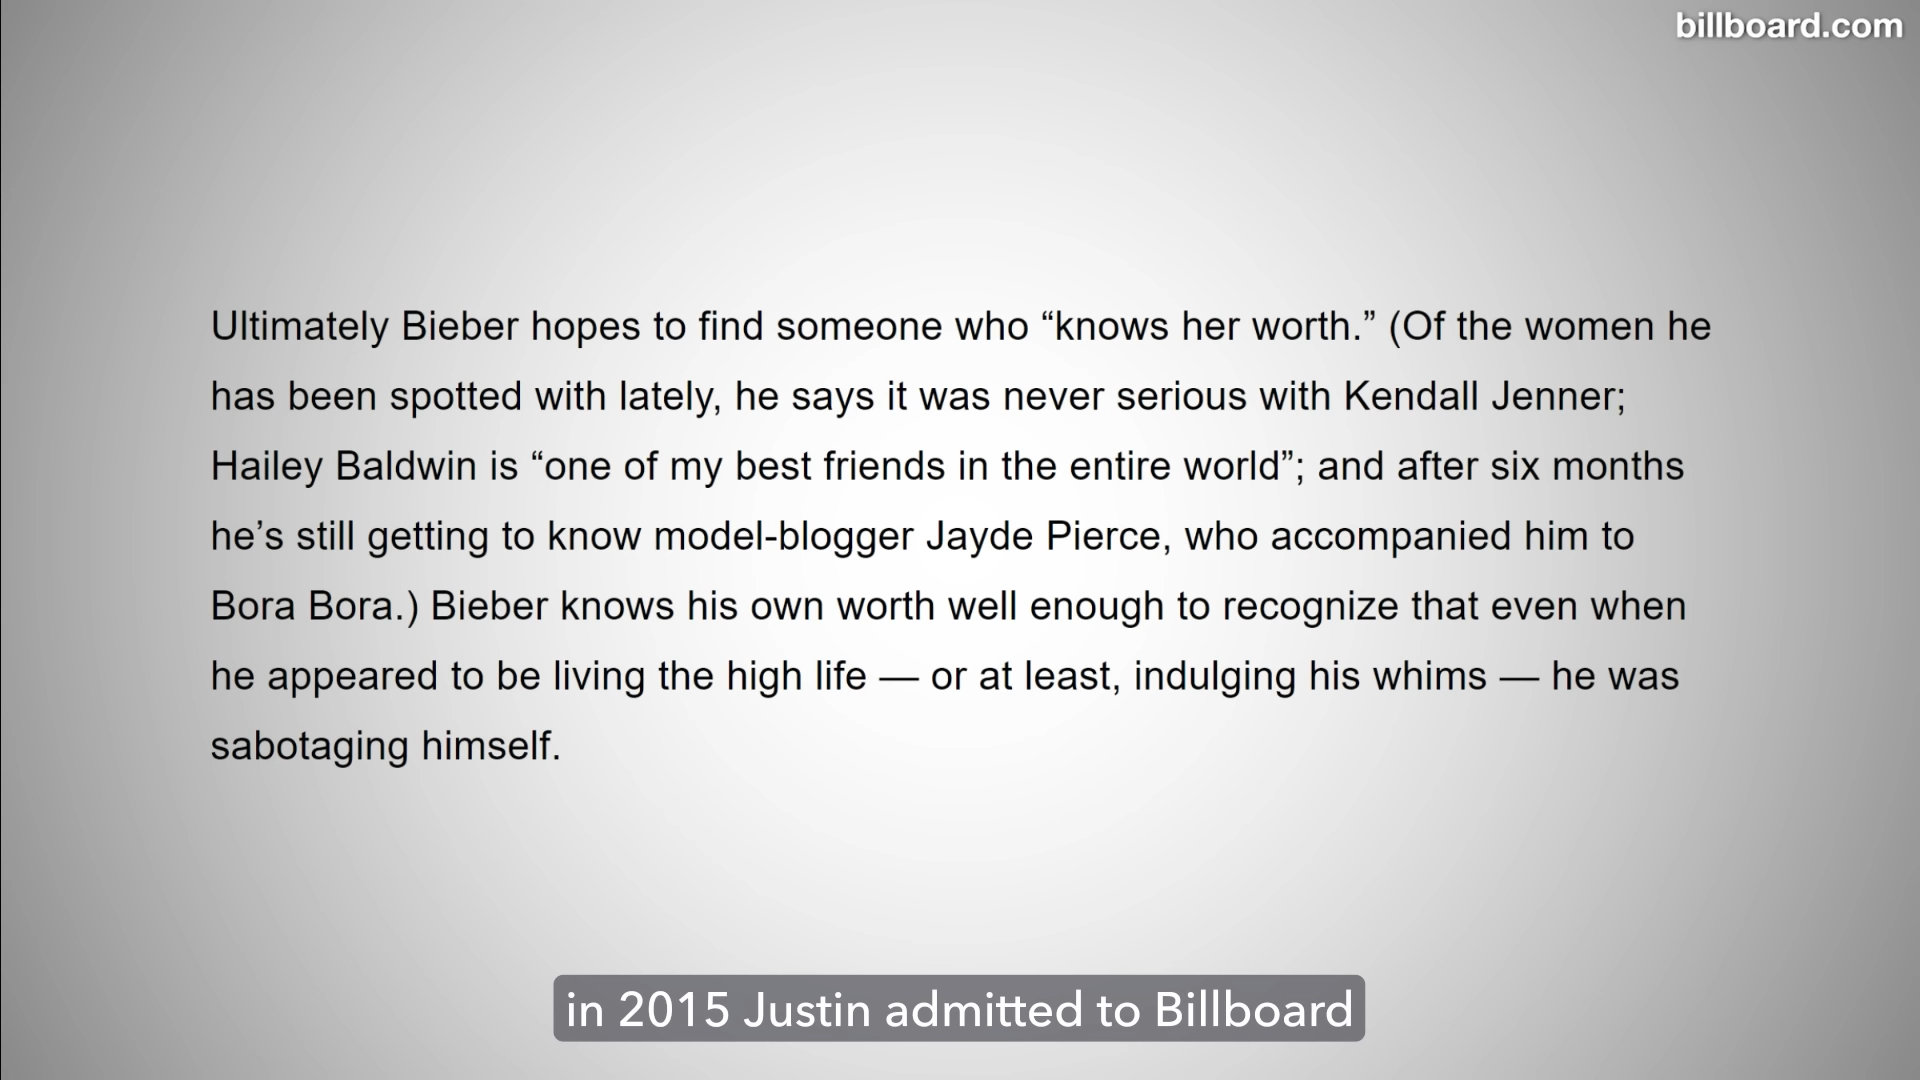 billboard.com
Ultimately Bieber hopes to find someone who “knows her worth.” (Of the women he
has been spotted with lately, he says it was never serious with Kendall Jenner;
Hailey Baldwin is “one of my best friends in the entire world”; and after six months
he’s still getting to know model-blogger Jayde Pierce, who accompanied him to
Bora Bora.) Bieber knows his own worth well enough to recognize that even when
he appeared to be living the high life — or at least, indulging his whims — he was
sabotaging himself.
in 2015 Justin admitted to Billboard